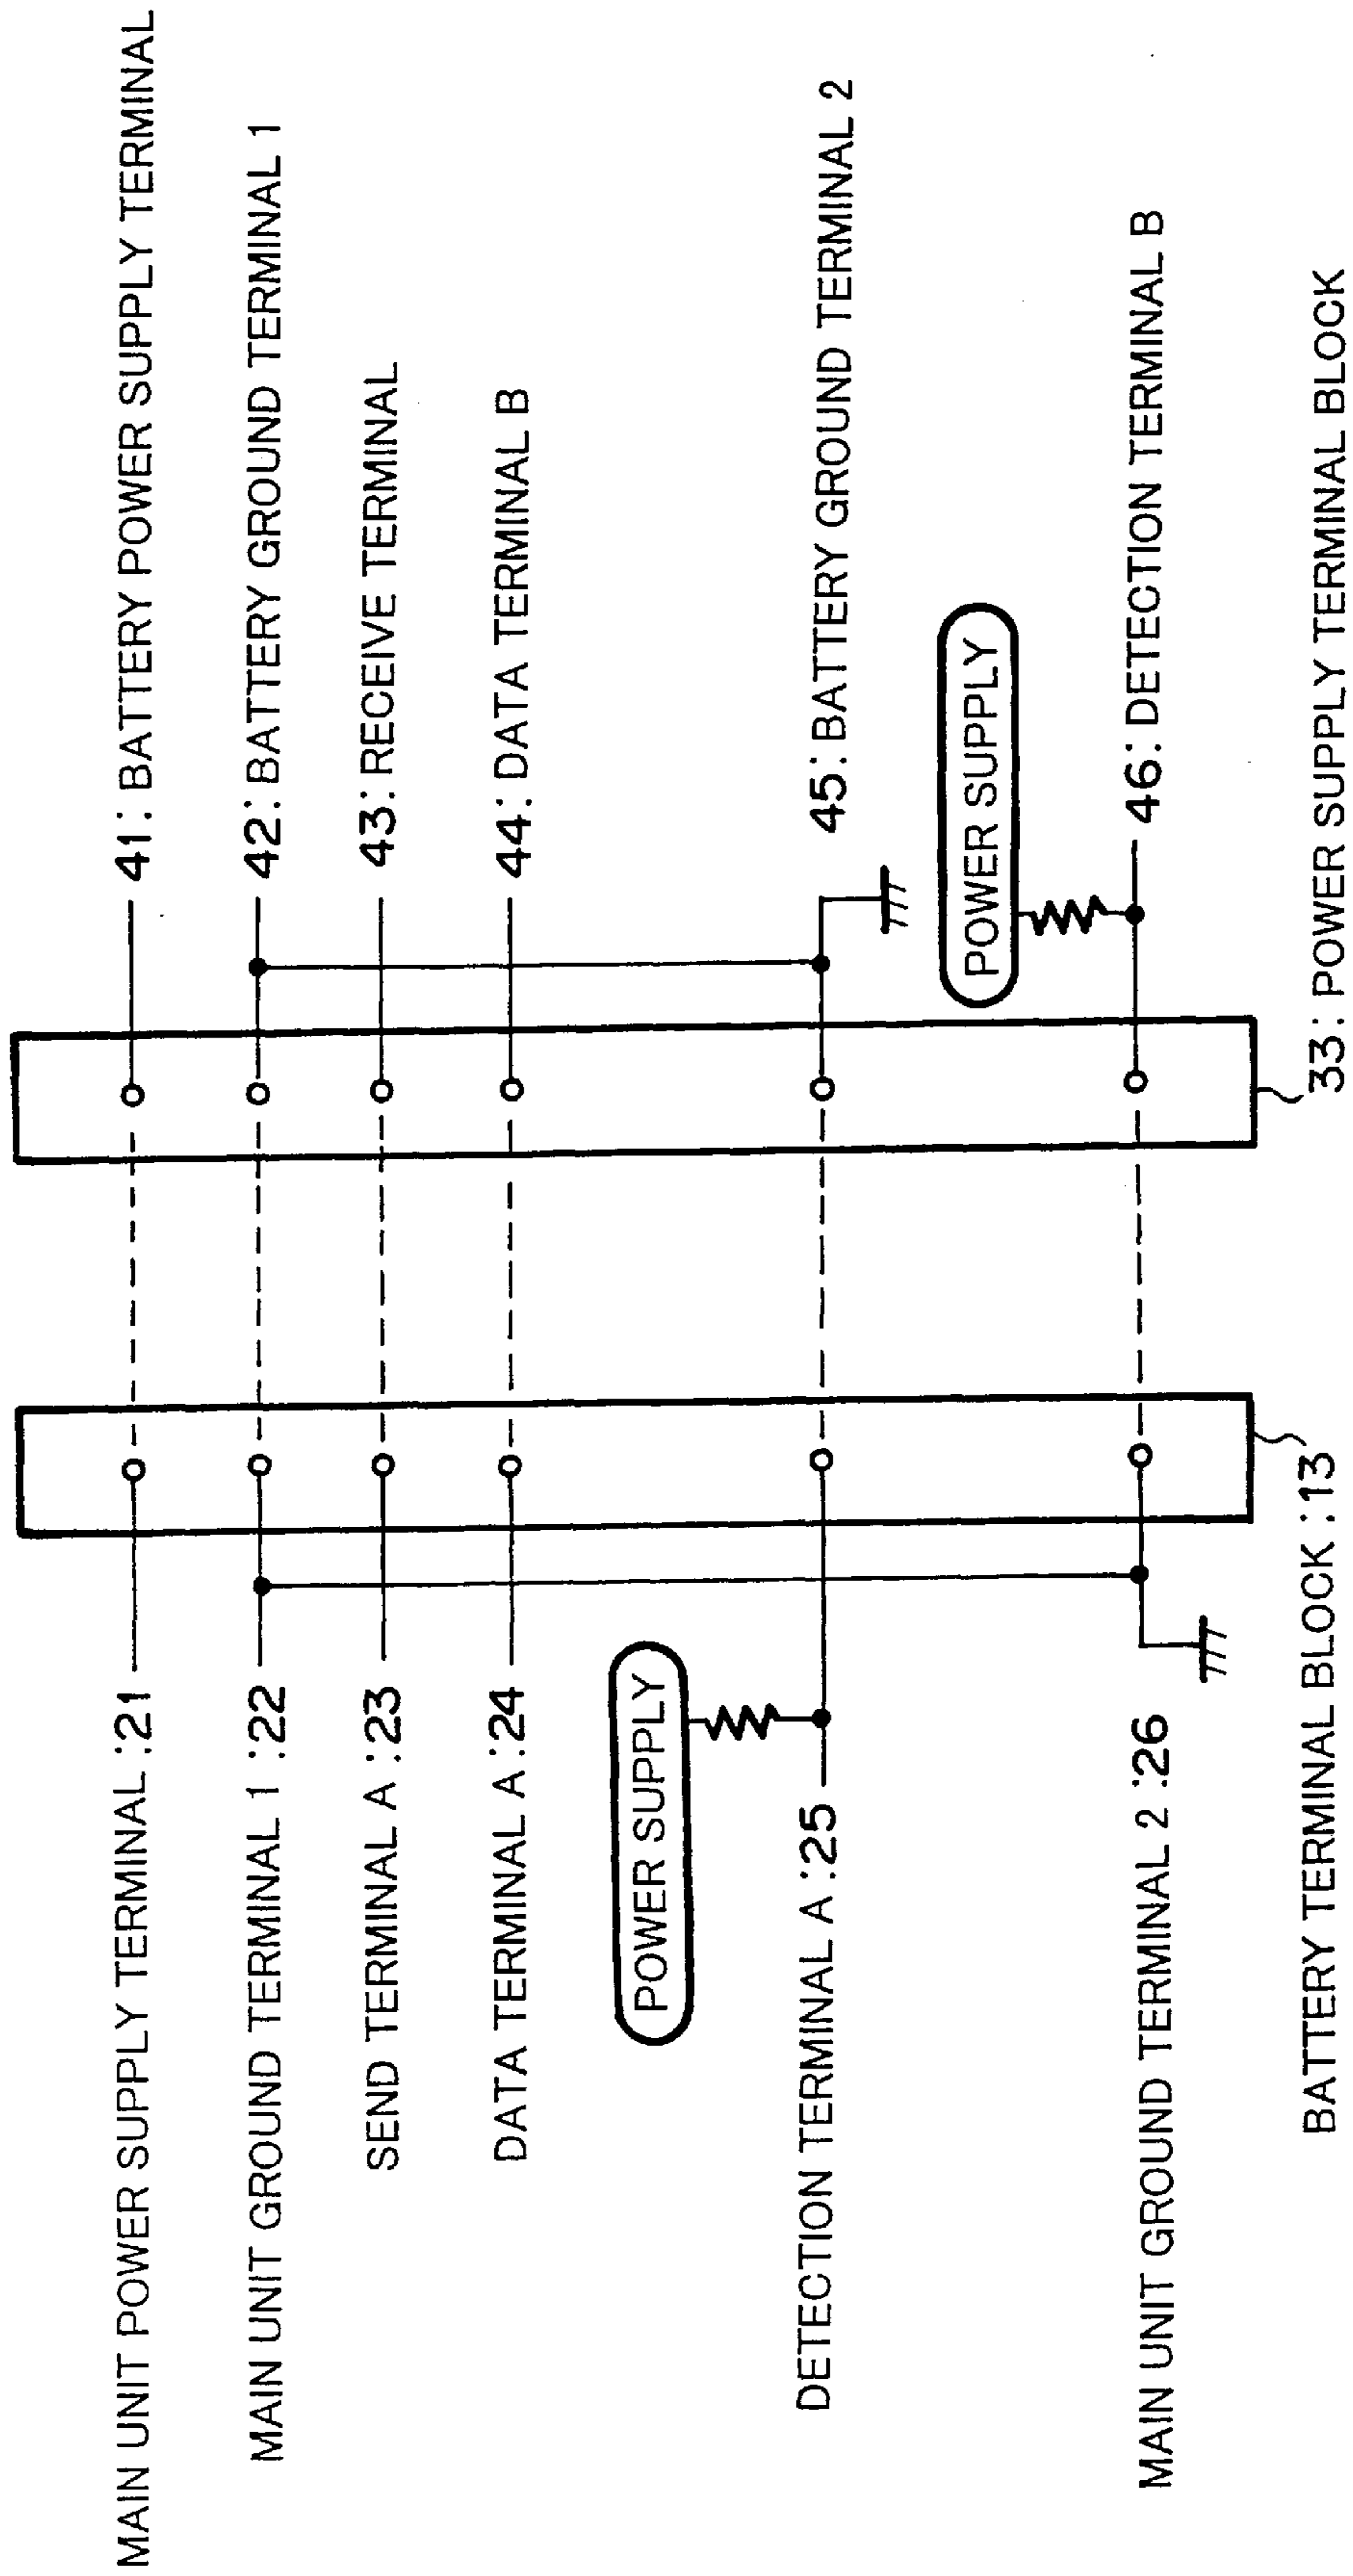 MAIN UNIT POWER SUPPLY TERMINAL :21
41: BATTERY POWER SUPPLY TERMINAL
MAIN UNIT GROUND TERMINAL 1 :22
42: BATTERY GROUND TERMINAL 1
SEND TERMINAL A :23
43: RECEIVE TERMINAL
DATA TERMINAL A :24
44: DATA TERMINAL B
POWER SUPPLY
DETECTION TERMINAL A :25
45: BATTERY GROUND TERMINAL 2
POWER SUPPLY
MAIN UNIT GROUND TERMINAL 2 :26
46: DETECTION TERMINAL B
BATTERY TERMINAL BLOCK :13
33: POWER SUPPLY TERMINAL BLOCK